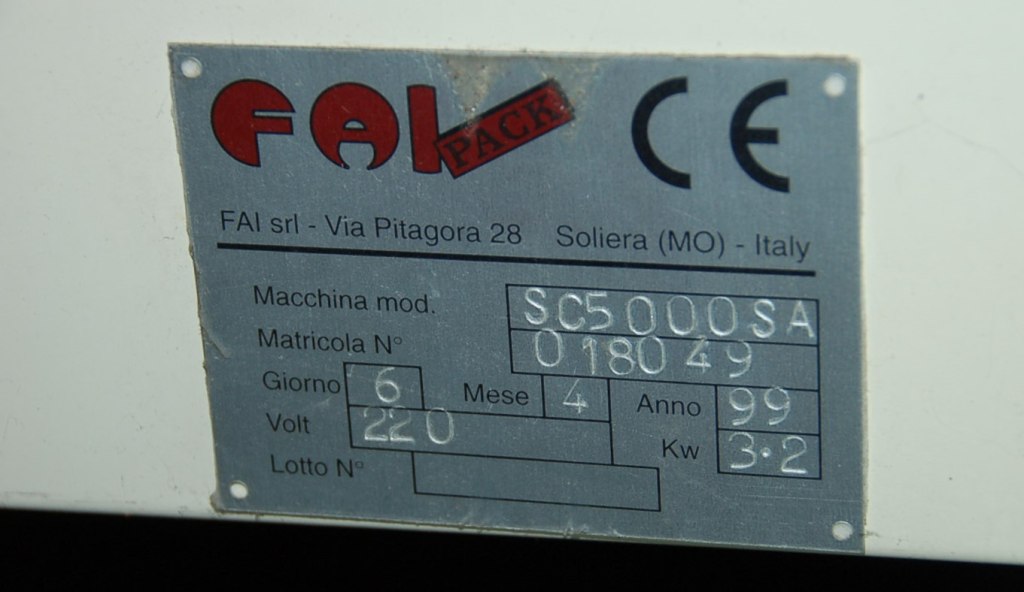 FAI PACK CE
FAI srl - Via Pitagora 28 Soliera (MO) - Italy
Macchina mod. SC5000SA
Matricola N° 018049
Giorno 6 Mese 4 Anno 99
Volt 220 Kw 3·2
Lotto N°